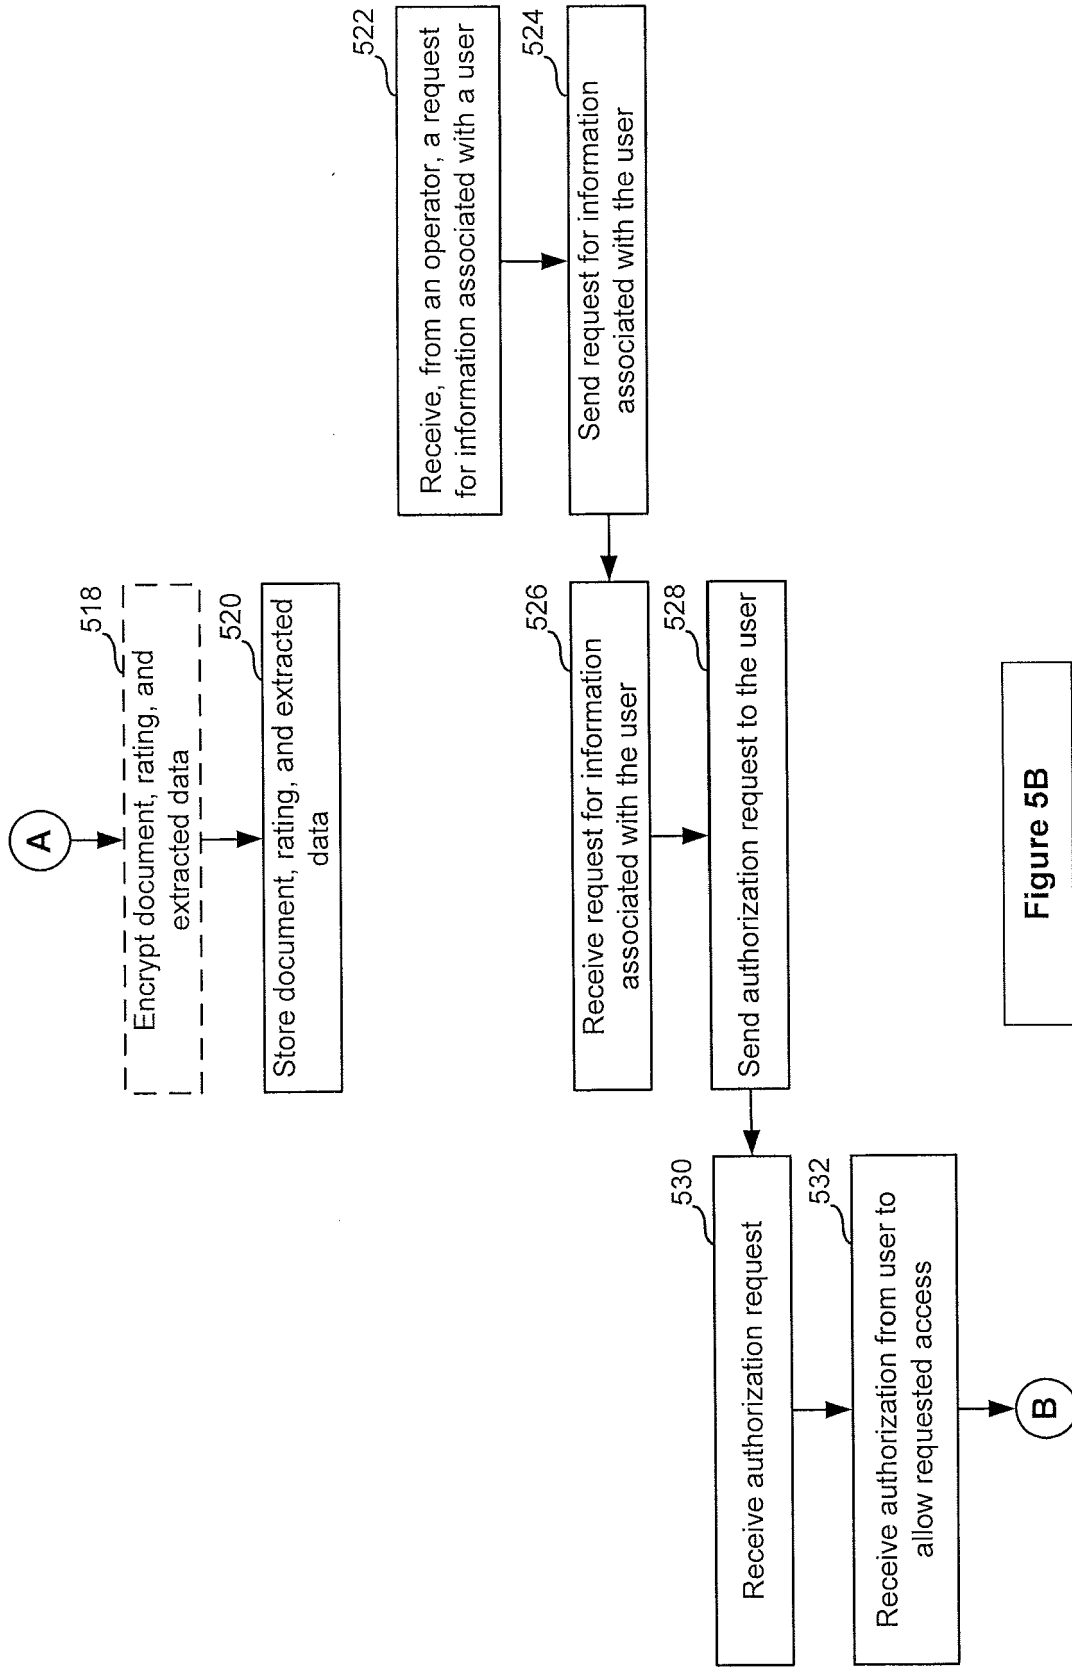 A
518
Encrypt document, rating, and
extracted data
520
Store document, rating, and extracted
data
522
Receive, from an operator, a request
for information associated with a user
524
Send request for information
associated with the user
526
Receive request for information
associated with the user
528
Send authorization request to the user
530
Receive authorization request
532
Receive authorization from user to
allow requested access
B
Figure 5B